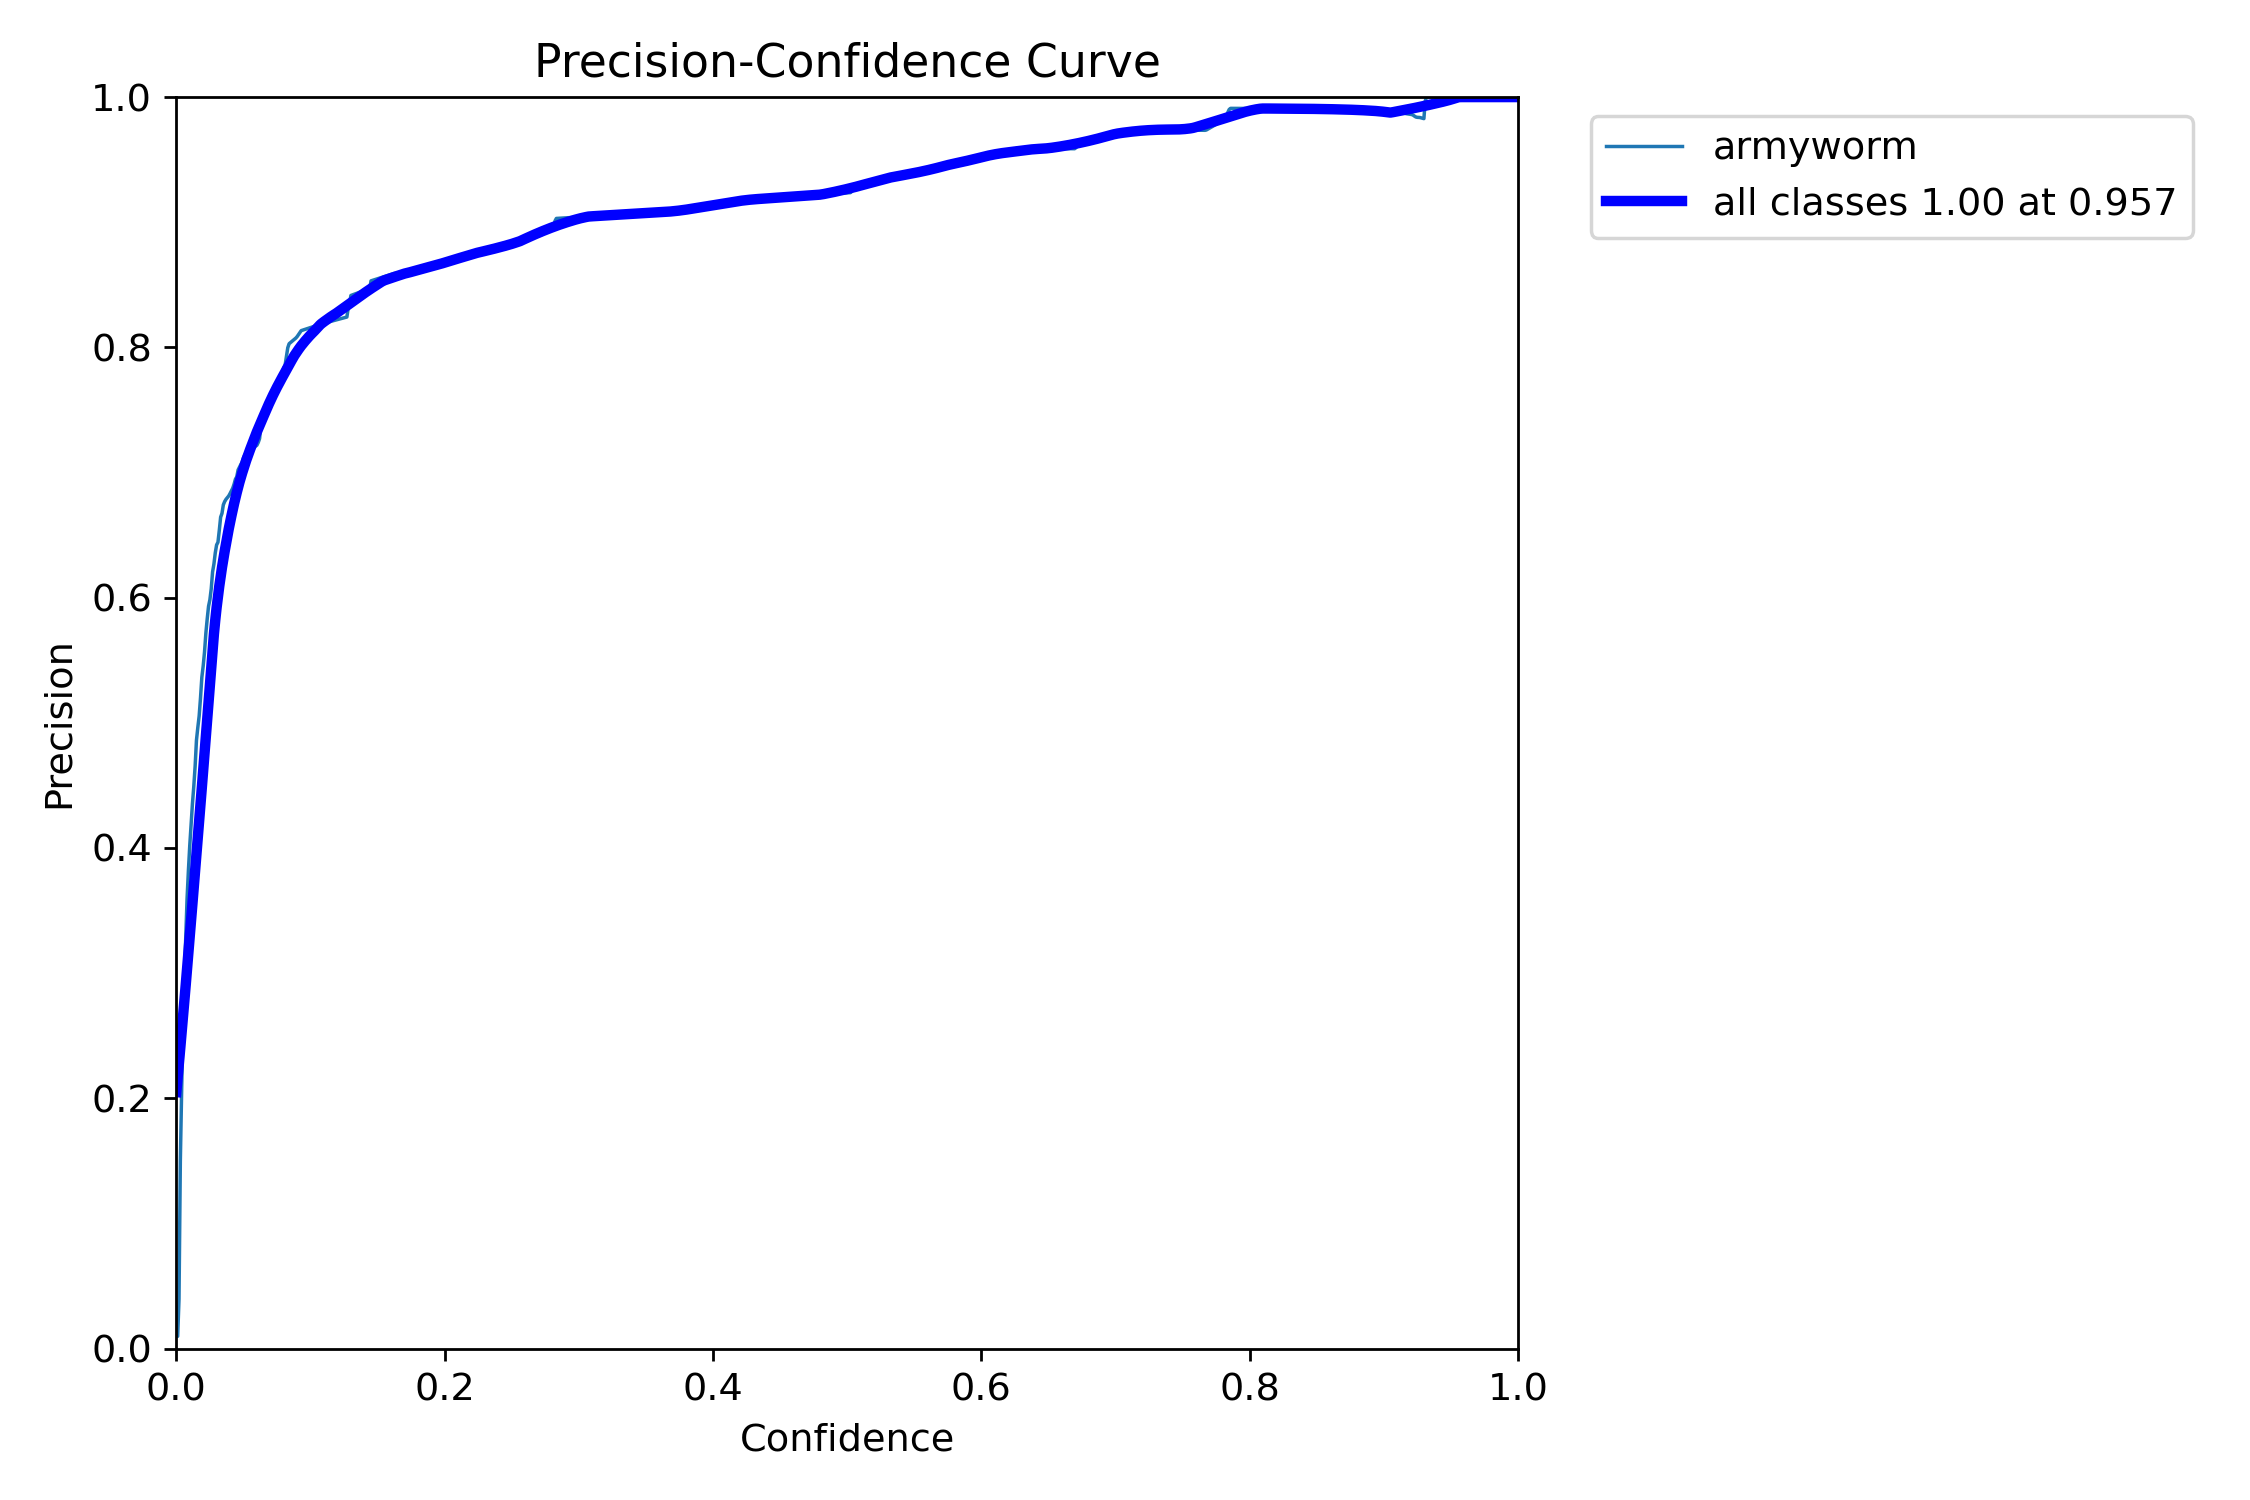 Precision-Confidence Curve
1.0
0.8
0.6
0.4
0.2
0.0
Precision
0.0 0.2 0.4 0.6 0.8 1.0
Confidence
armyworm
all classes 1.00 at 0.957